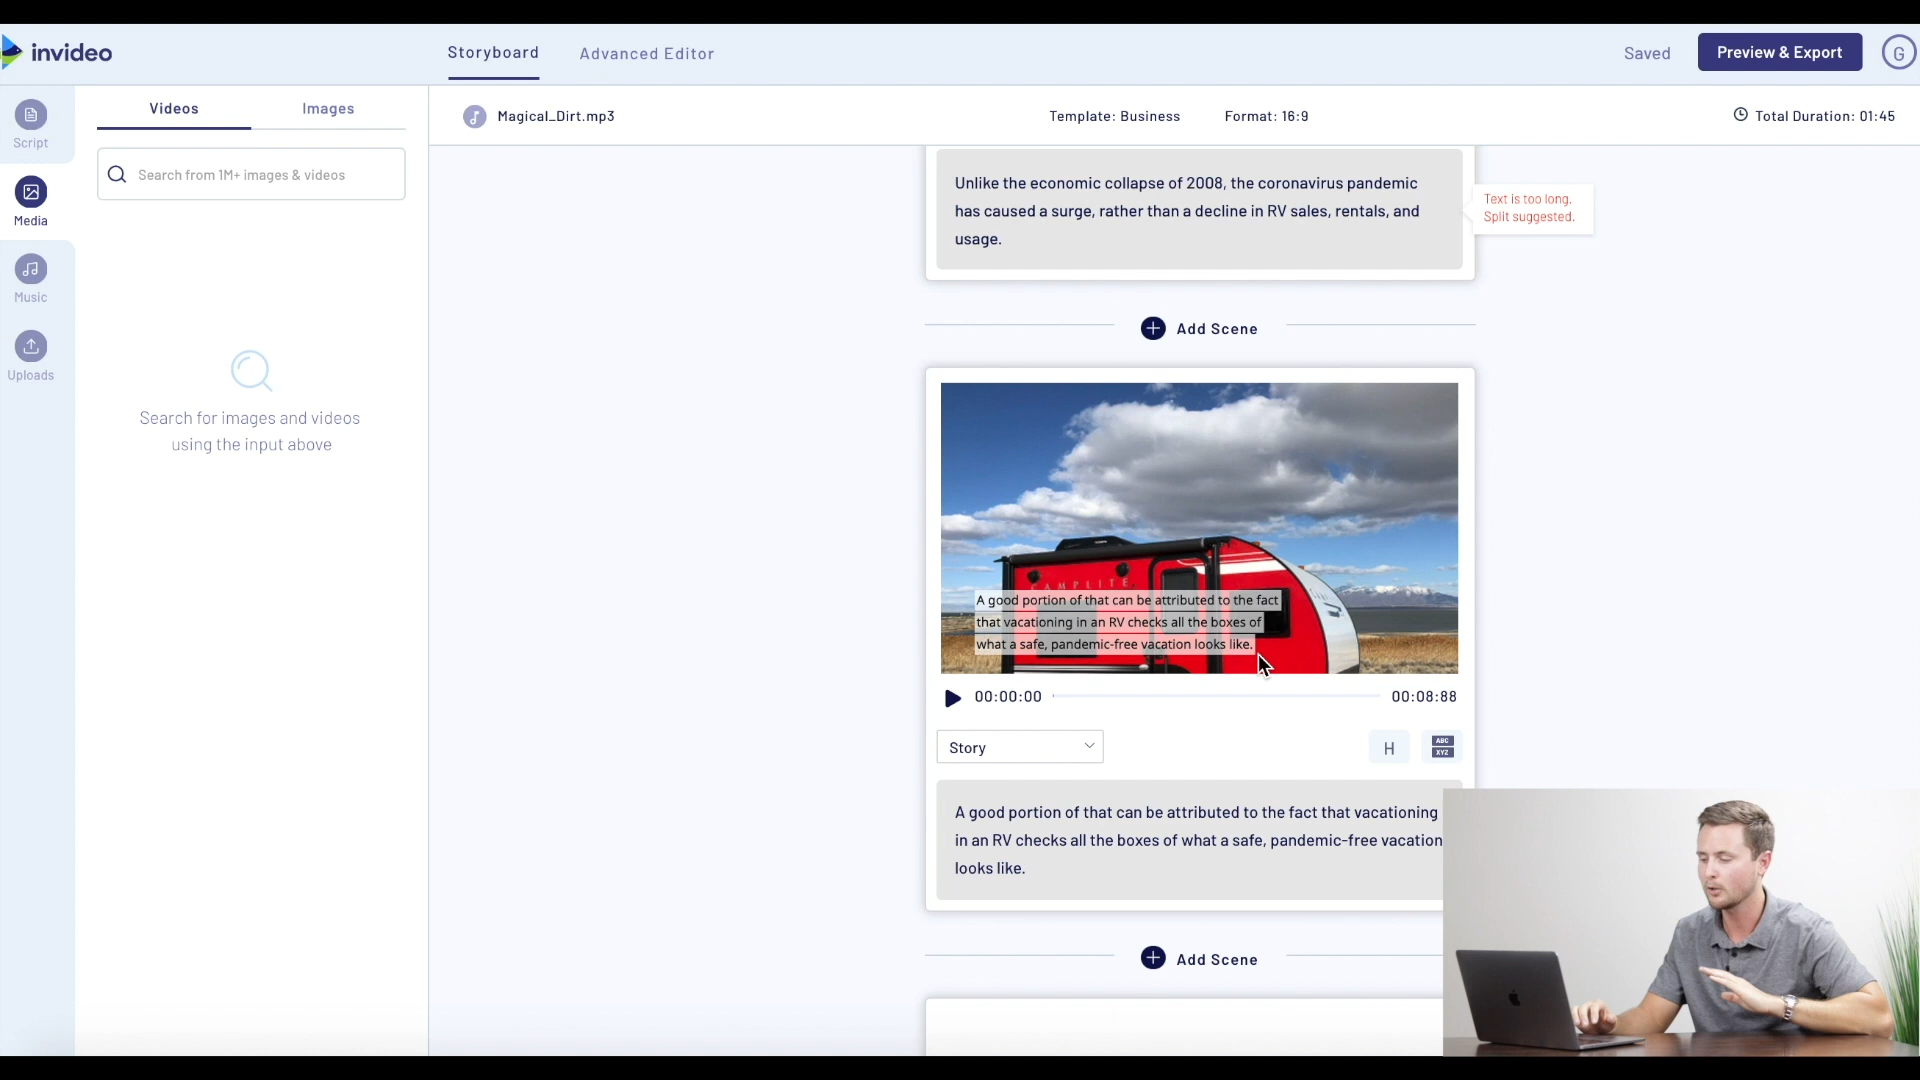 invideo
Storyboard
Advanced Editor
Saved
Preview & Export
G
Script
Media
Music
Uploads
Videos
Images
Search from 1M+ images & videos
Search for images and videos
using the input above
Magical_Dirt.mp3
Template: Business
Format: 16:9
Total Duration: 01:45
Unlike the economic collapse of 2008, the coronavirus pandemic
has caused a surge, rather than a decline in RV sales, rentals, and
usage.
Text is too long.
Split suggested.
Add Scene
CAMPLITE
A good portion of that can be attributed to the fact
that vacationing in an RV checks all the boxes of
what a safe, pandemic-free vacation looks like.
00:00:00
00:08:88
Story
H
ABC
XYZ
A good portion of that can be attributed to the fact that vacationing
in an RV checks all the boxes of what a safe, pandemic-free vacation
looks like.
Add Scene